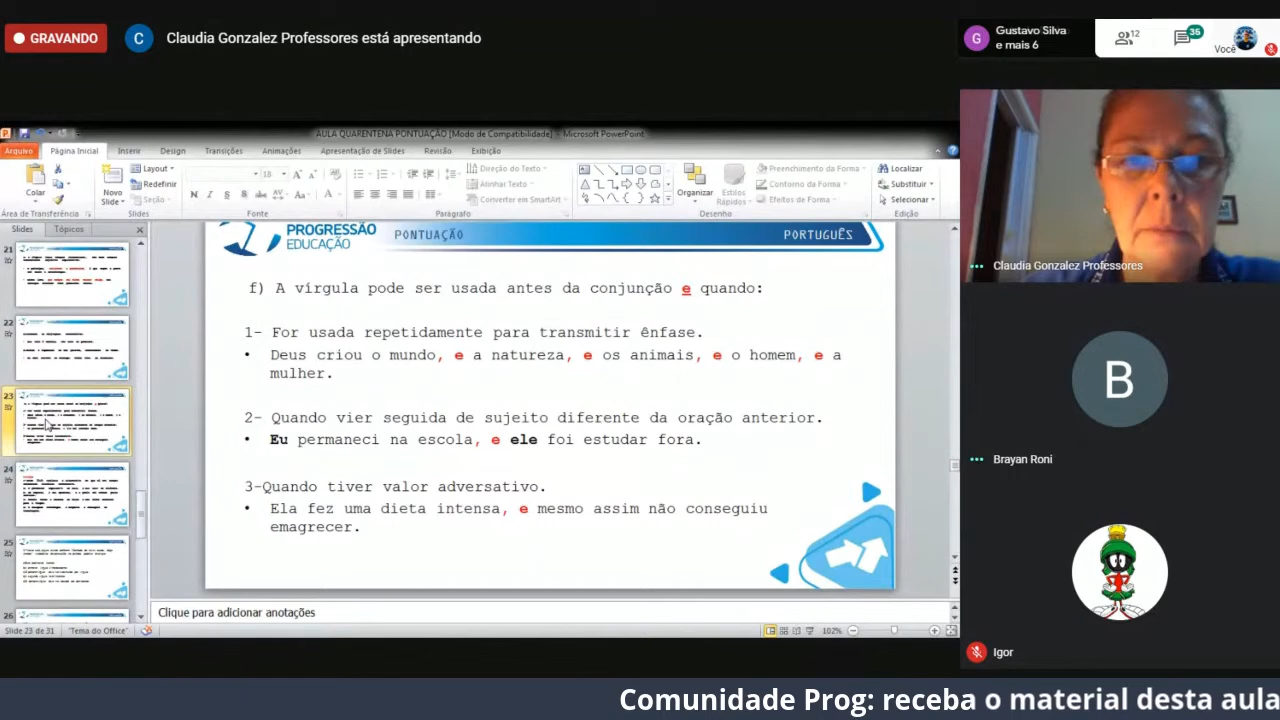 GRAVANDO
C
Claudia Gonzalez Professores está apresentando
G
Gustavo Silva
e mais 6
12
36
Você
AULA QUARENTENA PONTUAÇÃO [Modo de Compatibilidade] - Microsoft PowerPoint
Arquivo
Página Inicial
Inserir
Design
Transições
Animações
Apresentação de Slides
Revisão
Exibição
Colar
Área de Transferência
Novo
Slide
Layout
Redefinir
Seção
Slides
18
Fonte
Direção do Texto
Alinhar Texto
Converter em SmartArt
Parágrafo
Organizar
Estilos
Rápidos
Preenchimento da Forma
Contorno da Forma
Efeitos de Forma
Desenho
Localizar
Substituir
Selecionar
Edição
Slides
Tópicos
21
22
23
24
25
26
PROGRESSÃO
EDUCAÇÃO
PONTUAÇÃO
PORTUGUÊS
f) A vírgula pode ser usada antes da conjunção e quando:
1- For usada repetidamente para transmitir ênfase.
• Deus criou o mundo, e a natureza, e os animais, e o homem, e a
mulher.
2- Quando vier seguida de sujeito diferente da oração anterior.
• Eu permaneci na escola, e ele foi estudar fora.
3-Quando tiver valor adversativo.
• Ela fez uma dieta intensa, e mesmo assim não conseguiu
emagrecer.
Clique para adicionar anotações
Slide 23 de 31
"Tema do Office"
102%
Claudia Gonzalez Professores
B
Brayan Roni
Igor
Comunidade Prog: receba o material desta aula